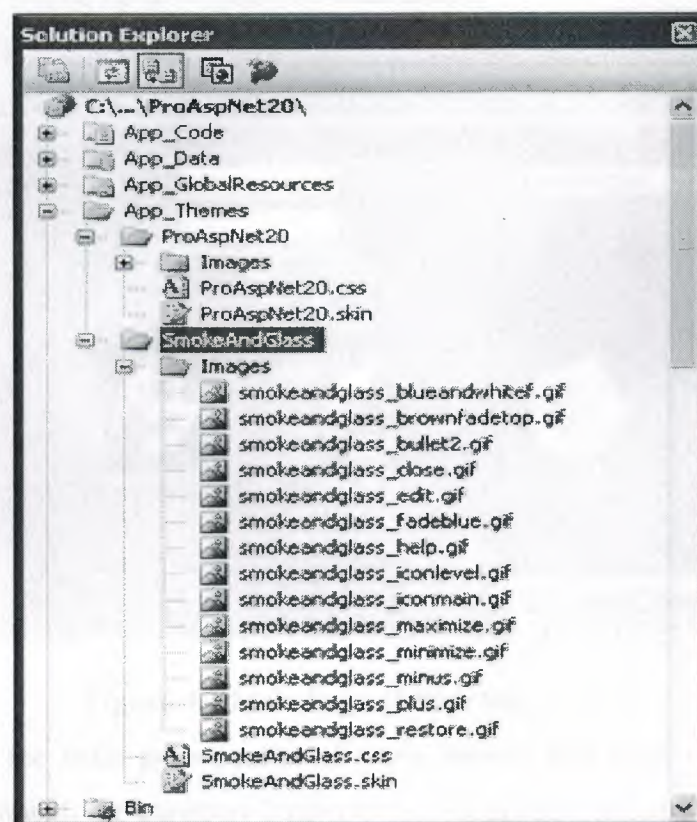 Solution Explorer
C:\...\ProAspNet20\
App_Code
App_Data
App_GlobalResources
App_Themes
ProAspNet20
Images
ProAspNet20.css
ProAspNet20.skin
SmokeAndGlass
Images
smokeandglass_blueandwhitef.gif
smokeandglass_brownfadetop.gif
smokeandglass_bullet2.gif
smokeandglass_close.gif
smokeandglass_edit.gif
smokeandglass_fadeblue.gif
smokeandglass_help.gif
smokeandglass_iconlevel.gif
smokeandglass_iconmain.gif
smokeandglass_maximize.gif
smokeandglass_minimize.gif
smokeandglass_minus.gif
smokeandglass_plus.gif
smokeandglass_restore.gif
SmokeAndGlass.css
SmokeAndGlass.skin
Bin